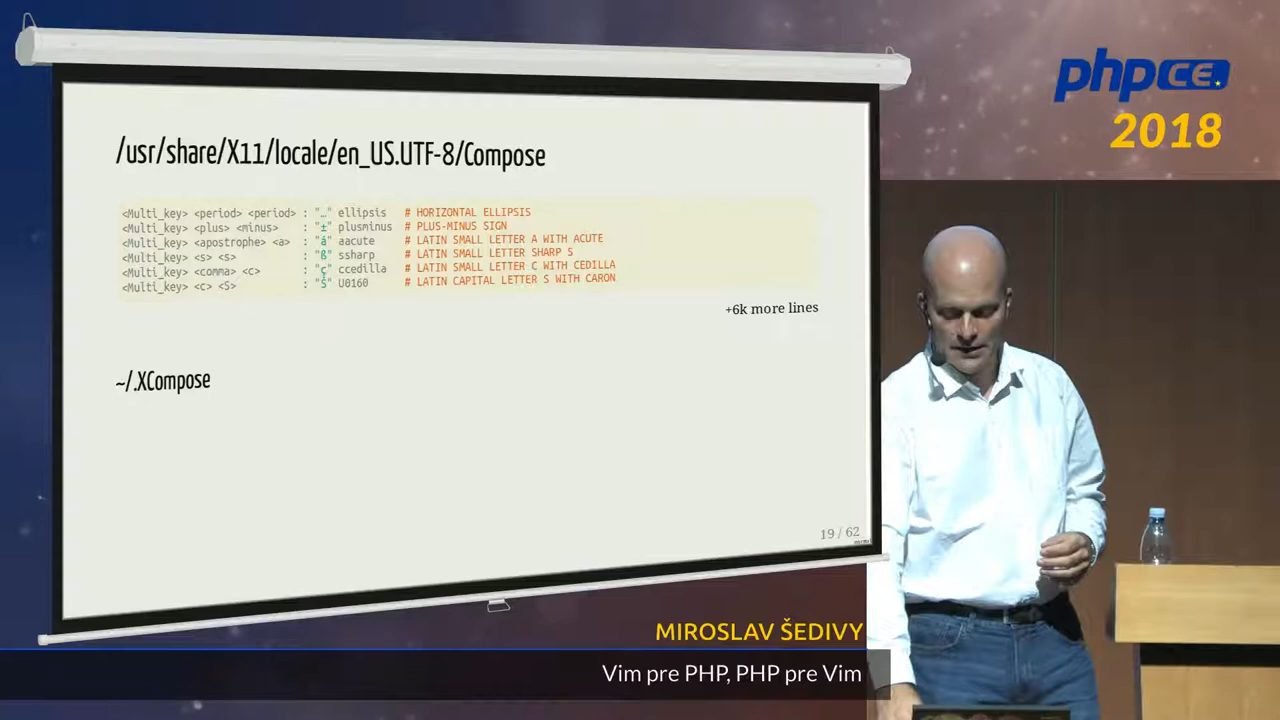 /usr/share/X11/locale/en_US.UTF-8/Compose
<Multi_key> <period> <period> : "…" ellipsis # HORIZONTAL ELLIPSIS
<Multi_key> <plus> <minus> : "±" plusminus # PLUS-MINUS SIGN
<Multi_key> <apostrophe> <a> : "á" aacute # LATIN SMALL LETTER A WITH ACUTE
<Multi_key> <s> <s> : "ß" ssharp # LATIN SMALL LETTER SHARP S
<Multi_key> <comma> <c> : "ç" ccedilla # LATIN SMALL LETTER C WITH CEDILLA
<Multi_key> <c> <S> : "Š" U0160 # LATIN CAPITAL LETTER S WITH CARON
+6k more lines
~/.XCompose
19 / 62
phpCE
2018
MIROSLAV ŠEDIVY
Vim pre PHP, PHP pre Vim